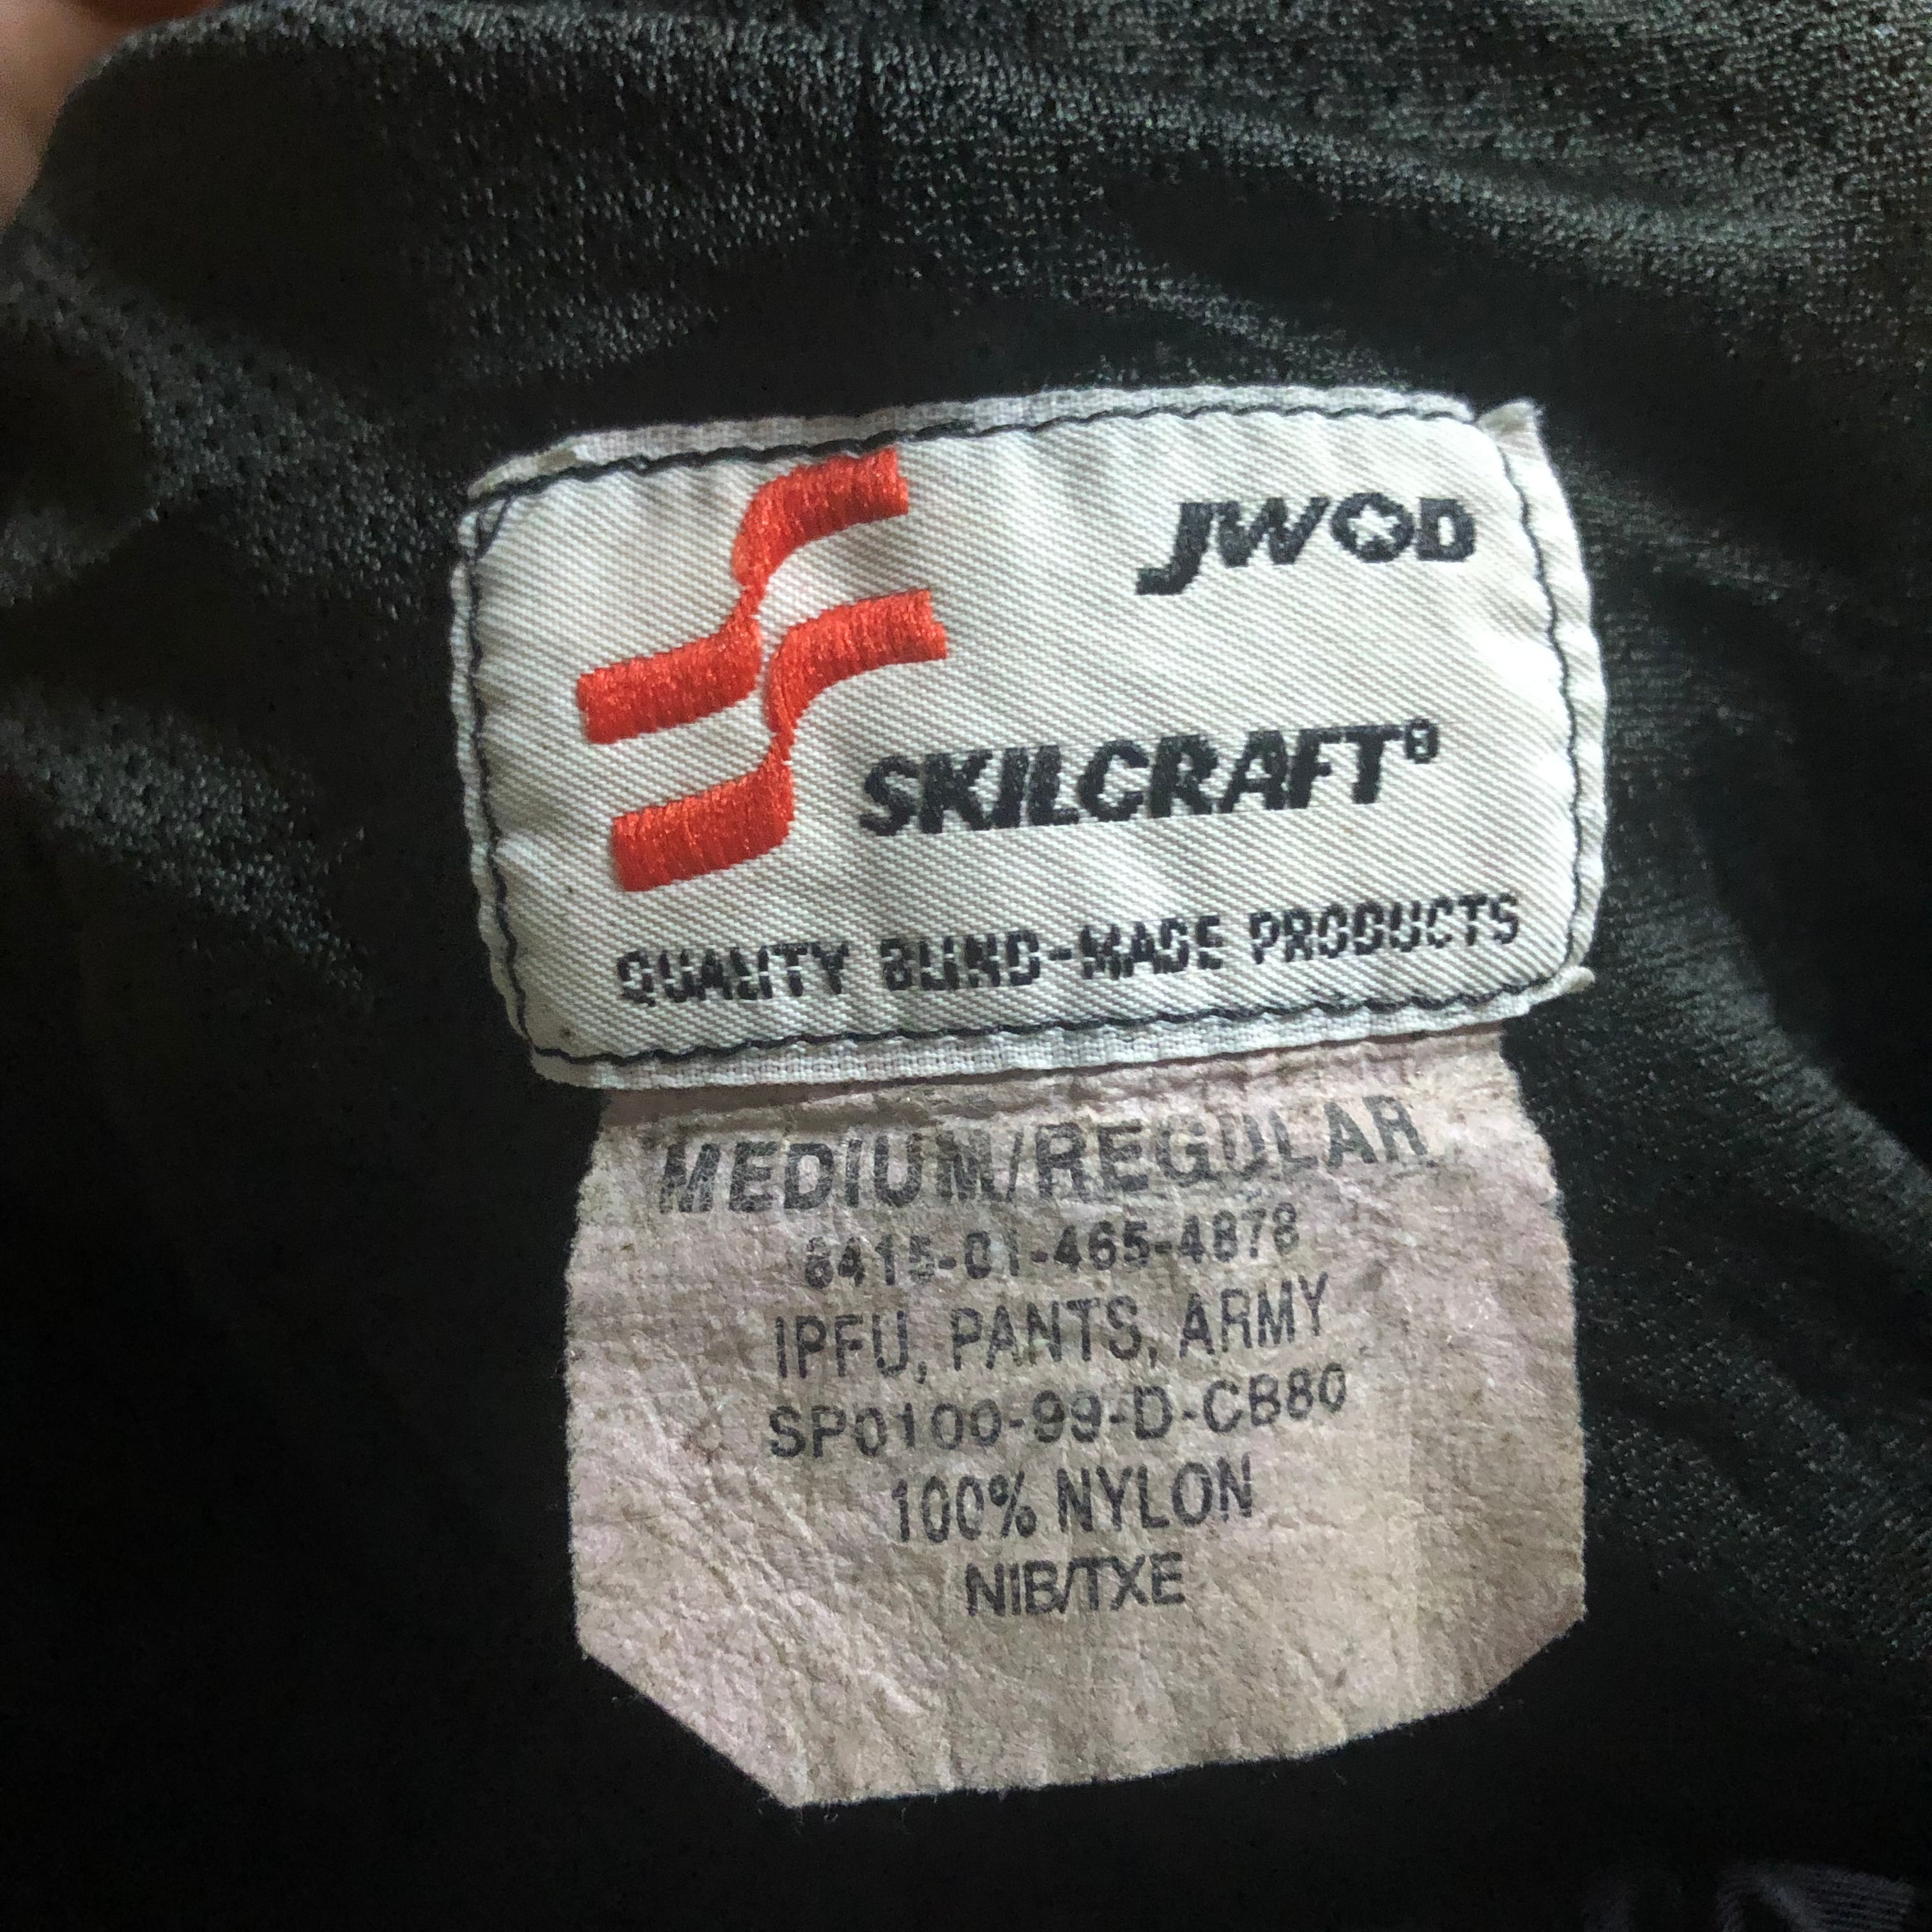 JWOD
SKILCRAFT®
QUALITY BLIND-MADE PRODUCTS
MEDIUM/REGULAR
8415-01-465-4878
IPFU, PANTS, ARMY
SP0100-99-D-CB80
100% NYLON
NIB/TXE